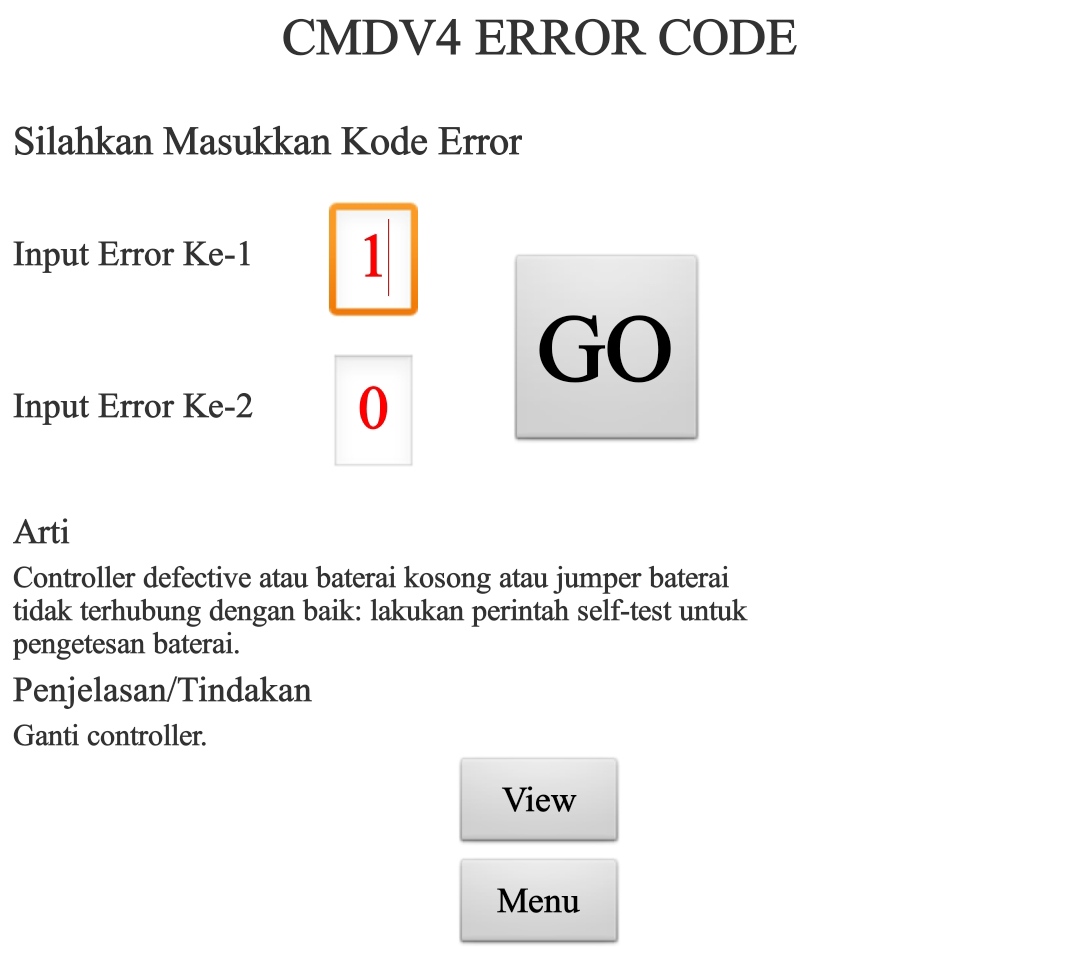 CMDV4 ERROR CODE
Silahkan Masukkan Kode Error
Input Error Ke-1
1
GO
Input Error Ke-2
0
Arti
Controller defective atau baterai kosong atau jumper baterai
tidak terhubung dengan baik: lakukan perintah self-test untuk
pengetesan baterai.
Penjelasan/Tindakan
Ganti controller.
View
Menu